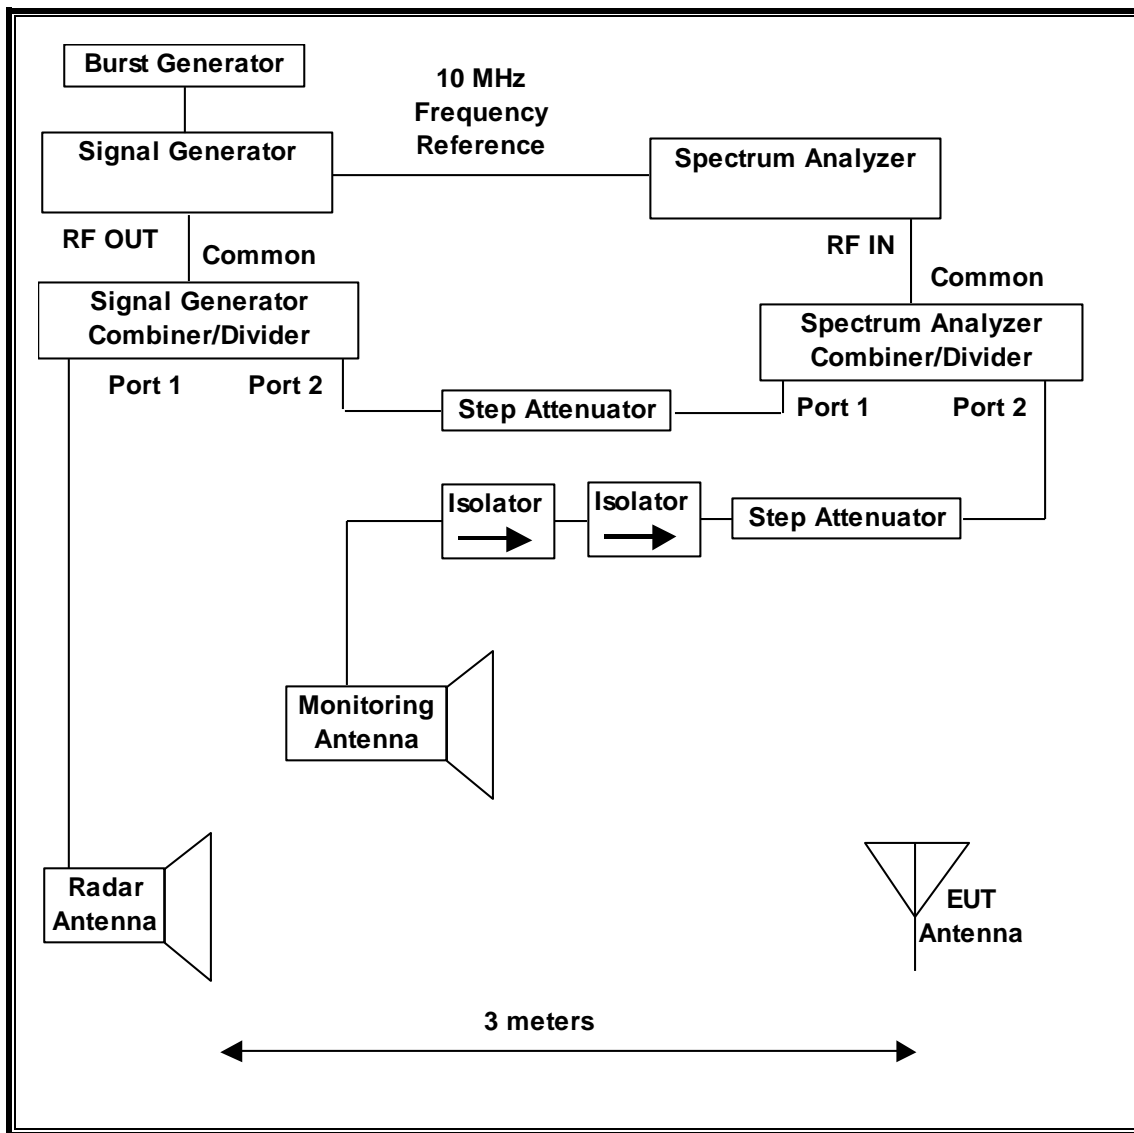 Burst Generator
10 MHz
Frequency
Reference
Signal Generator
Spectrum Analyzer
RF OUT
Common
RF IN
Common
Signal Generator
Combiner/Divider
Spectrum Analyzer
Combiner/Divider
Port 1
Port 2
Step Attenuator
Port 1
Port 2
Isolator
Isolator
Step Attenuator
Monitoring
Antenna
Radar
Antenna
EUT
Antenna
3 meters